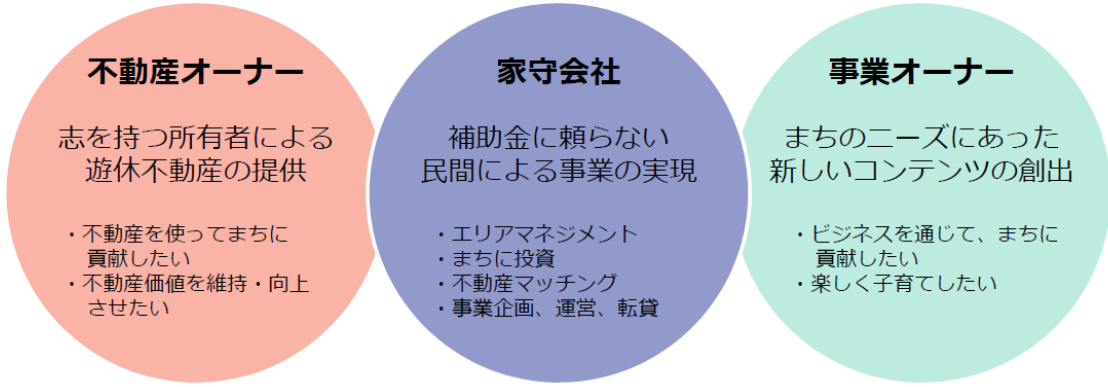 不動産オーナー
志を持つ所有者による
遊休不動産の提供
・不動産を使ってまちに
貢献したい
・不動産価値を維持・向上
させたい
家守会社
補助金に頼らない
民間による事業の実現
・エリアマネジメント
・まちに投資
・不動産マッチング
・事業企画、運営、転貸
事業オーナー
まちのニーズにあった
新しいコンテンツの創出
・ビジネスを通じて、まちに
貢献したい
・楽しく子育てしたい